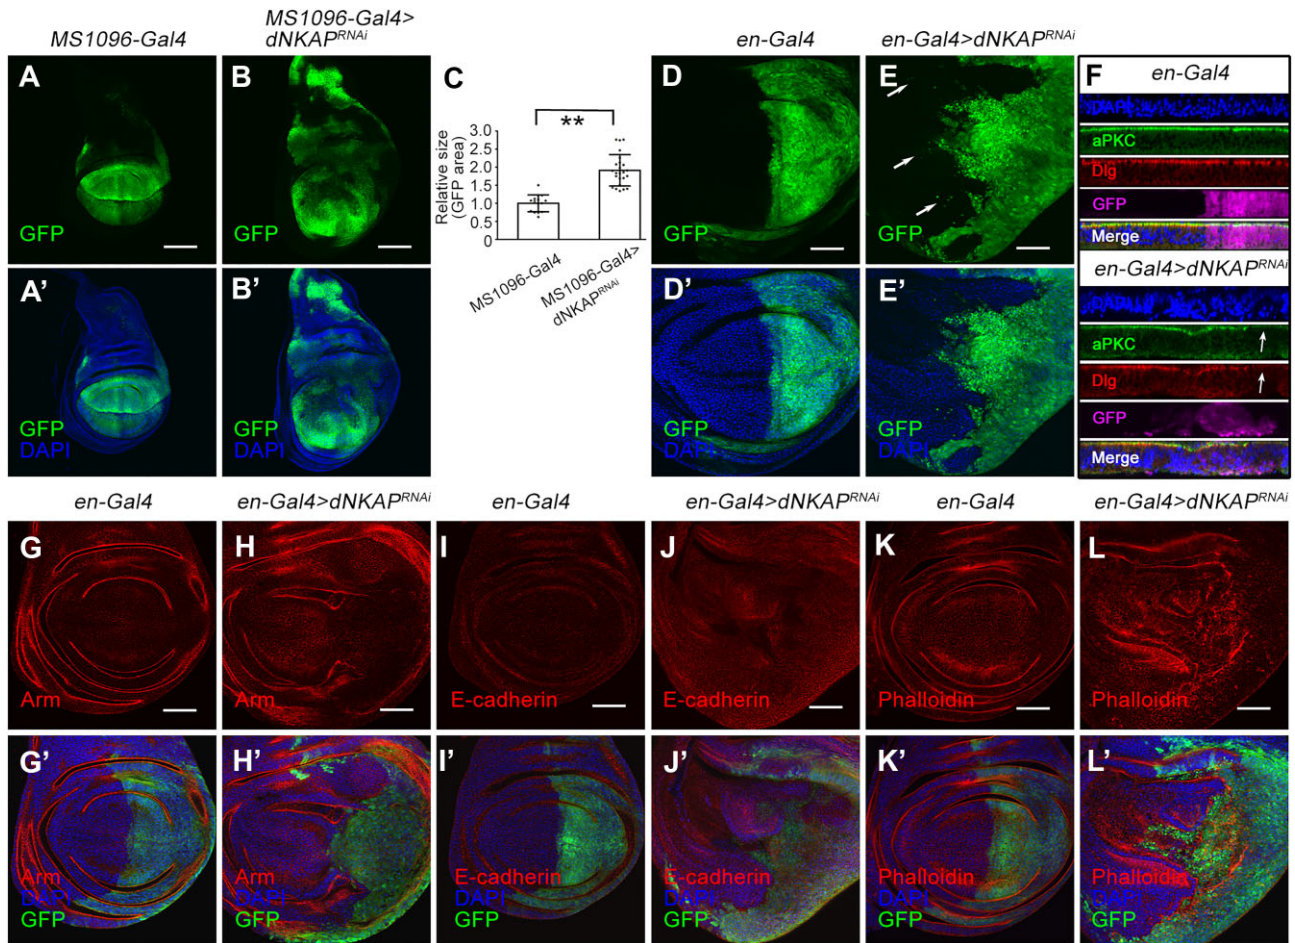 MS1096-Gal4
MS1096-Gal4>
dNKAP^RNAi
en-Gal4
en-Gal4>dNKAP^RNAi
A
GFP
B
GFP
C
Relative size
(GFP area)
3.0
2.5
2.0
1.5
1.0
0.5
0
**
MS1096-Gal4
MS1096-Gal4>
dNKAP^RNAi
D
GFP
E
GFP
F
en-Gal4
DAPI
aPKC
Dlg
GFP
Merge
en-Gal4>dNKAP^RNAi
DAPI
aPKC
Dlg
GFP
Merge
A’
GFP
DAPI
B’
GFP
DAPI
D’
GFP
DAPI
E’
GFP
DAPI
en-Gal4
en-Gal4>dNKAP^RNAi
en-Gal4
en-Gal4>dNKAP^RNAi
en-Gal4
en-Gal4>dNKAP^RNAi
G
Arm
H
Arm
I
E-cadherin
J
E-cadherin
K
Phalloidin
L
Phalloidin
G’
Arm
DAPI
GFP
H’
Arm
DAPI
GFP
I’
E-cadherin
DAPI
GFP
J’
E-cadherin
DAPI
GFP
K’
Phalloidin
DAPI
GFP
L’
Phalloidin
DAPI
GFP